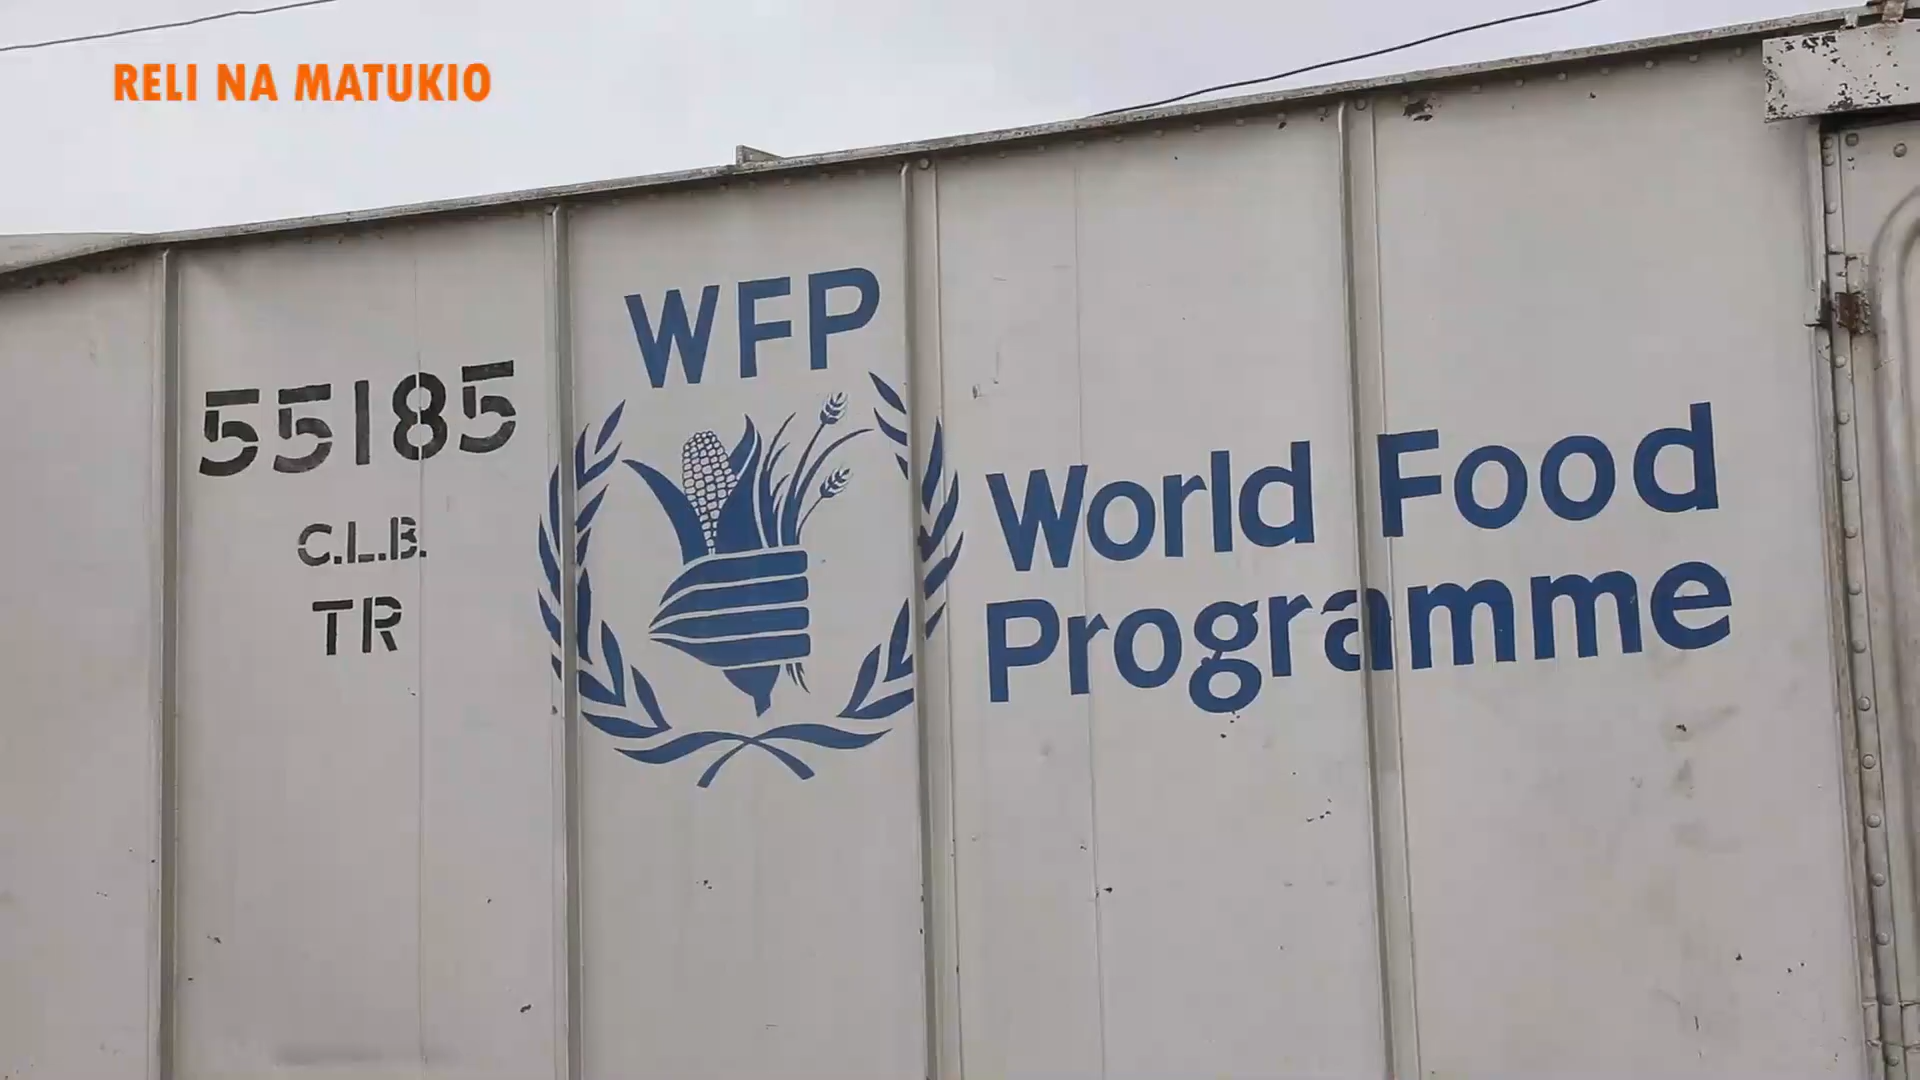 RELI NA MATUKIO
WFP
55185
C.L.B.
TR
World Food
Programme